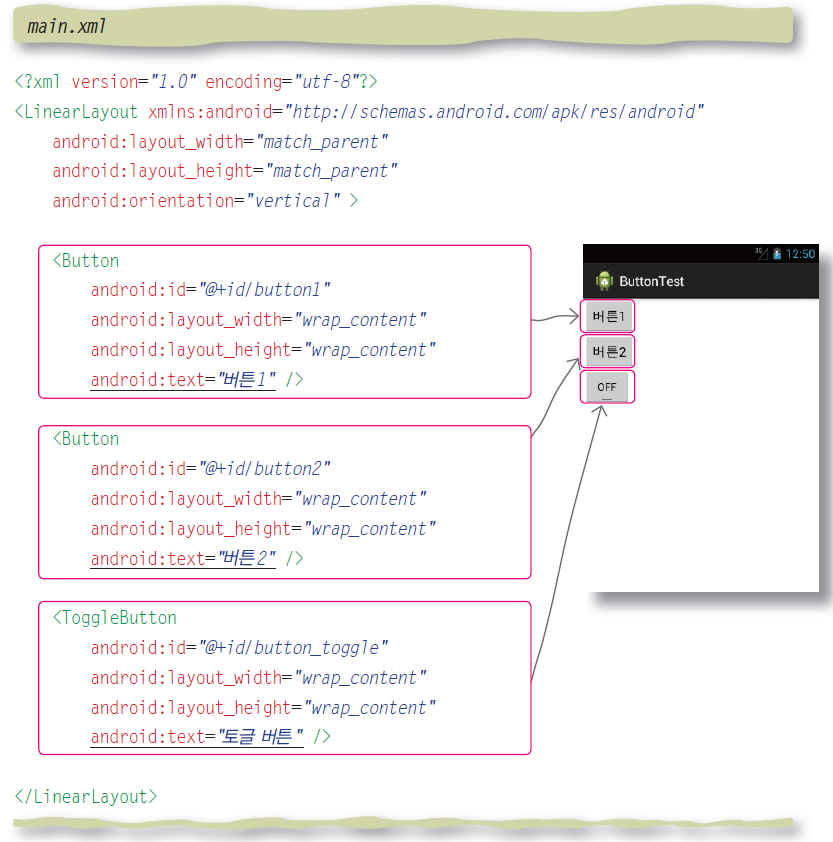 main.xml
<?xml version="1.0" encoding="utf-8"?>
<LinearLayout xmlns:android="http://schemas.android.com/apk/res/android"
android:layout_width="match_parent"
android:layout_height="match_parent"
android:orientation="vertical" >
<Button
android:id="@+id/button1"
android:layout_width="wrap_content"
android:layout_height="wrap_content"
android:text="버튼1" />
<Button
android:id="@+id/button2"
android:layout_width="wrap_content"
android:layout_height="wrap_content"
android:text="버튼2" />
<ToggleButton
android:id="@+id/button_toggle"
android:layout_width="wrap_content"
android:layout_height="wrap_content"
android:text="토글 버튼" />
</LinearLayout>
3G 12:50
ButtonTest
버튼1
버튼2
OFF